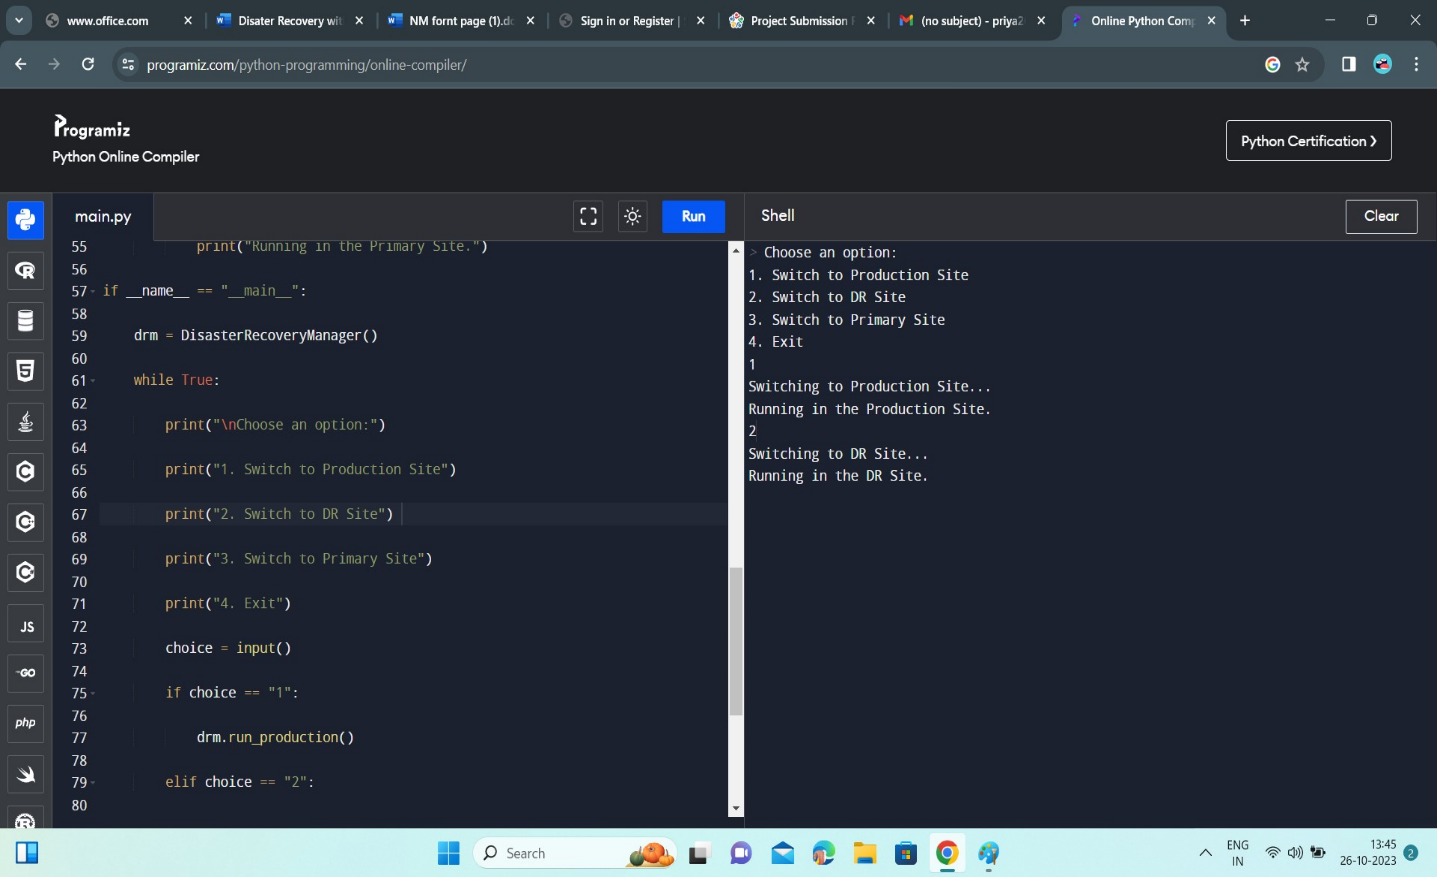 www.office.com
Disater Recovery wit
NM fornt page (1).do
Sign in or Register |
Project Submission F
(no subject) - priya2
Online Python Comp
programiz.com/python-programming/online-compiler/
Programiz
Python Online Compiler
Python Certification ❯
main.py
Run
Shell
Clear
55 print("Running in the Primary Site.")
56
57 if __name__ == "__main__":
58
59 drm = DisasterRecoveryManager()
60
61 while True:
62
63 print("\nChoose an option:")
64
65 print("1. Switch to Production Site")
66
67 print("2. Switch to DR Site")
68
69 print("3. Switch to Primary Site")
70
71 print("4. Exit")
72
73 choice = input()
74
75 if choice == "1":
76
77 drm.run_production()
78
79 elif choice == "2":
80
> Choose an option:
1. Switch to Production Site
2. Switch to DR Site
3. Switch to Primary Site
4. Exit
1
Switching to Production Site...
Running in the Production Site.
2
Switching to DR Site...
Running in the DR Site.
JS
GO
php
Search
ENG
IN
13:45
26-10-2023
2